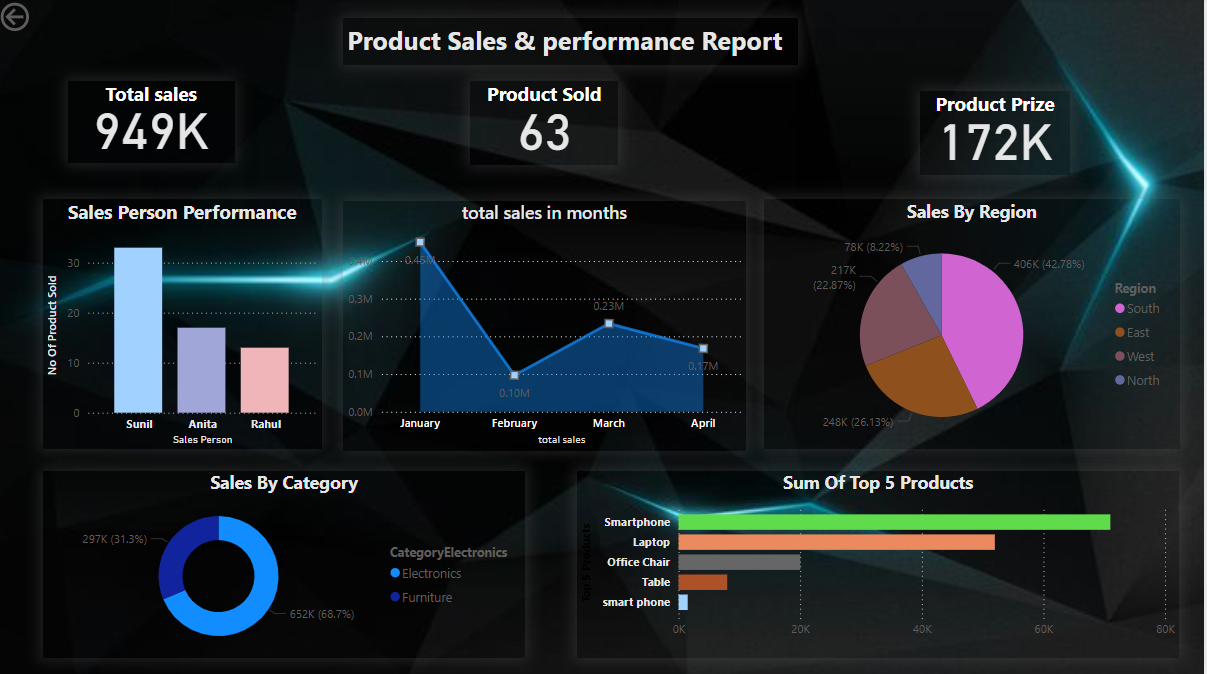 Product Sales & performance Report
Total sales
949K
Product Sold
63
Product Prize
172K
Sales Person Performance
No Of Product Sold
30
20
10
0
Sunil
Anita
Rahul
Sales Person
total sales in months
0.4M
0.3M
0.2M
0.1M
0.0M
0.45M
0.10M
0.23M
0.17M
January
February
March
April
total sales
Sales By Region
78K (8.22%)
406K (42.78%)
217K
(22.87%)
248K (26.13%)
Region
South
East
West
North
Sales By Category
297K (31.3%)
652K (68.7%)
CategoryElectronics
Electronics
Furniture
Sum Of Top 5 Products
Top 5 Products
Smartphone
Laptop
Office Chair
Table
smart phone
0K
20K
40K
60K
80K